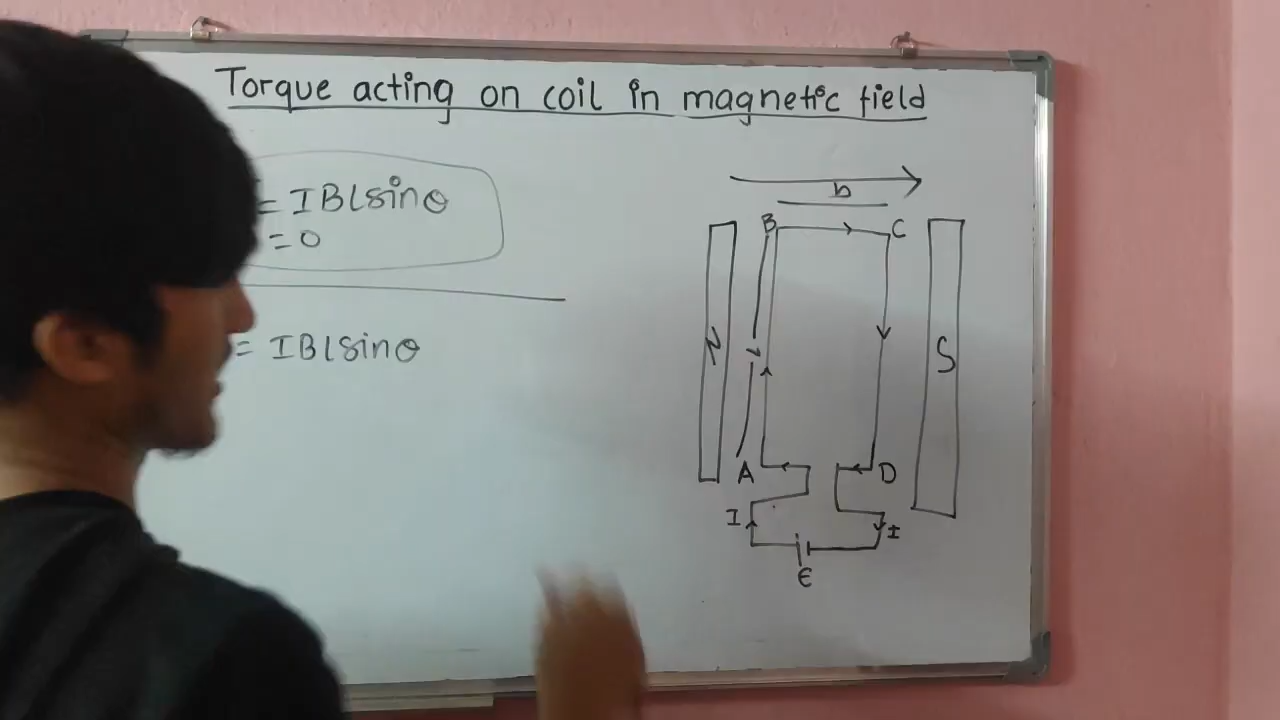 Torque acting on coil in magnetic field
= IBlsinθ
= 0
= IBlsinθ
b
B
C
N
S
A
D
I
I
E